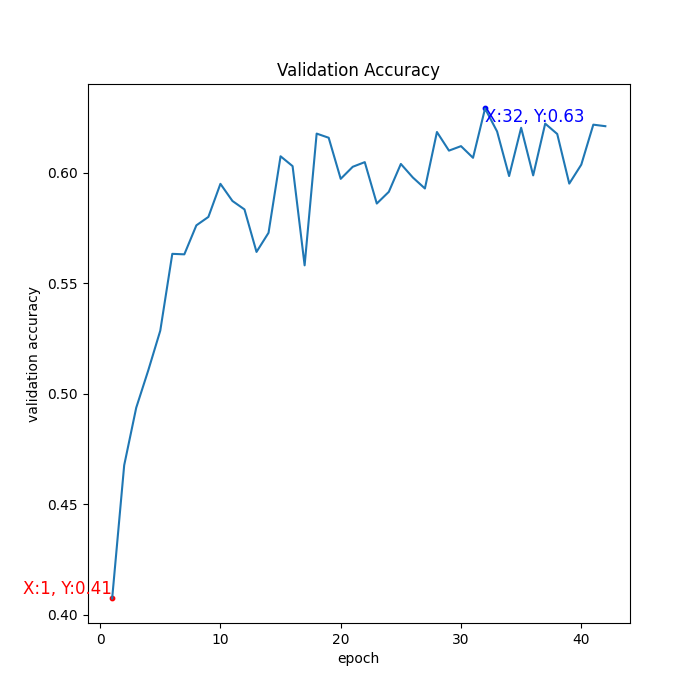 Validation Accuracy
X:32, Y:0.63
0.60
0.55
0.50
0.45
0.40
validation accuracy
X:1, Y:0.41
0 10 20 30 40
epoch